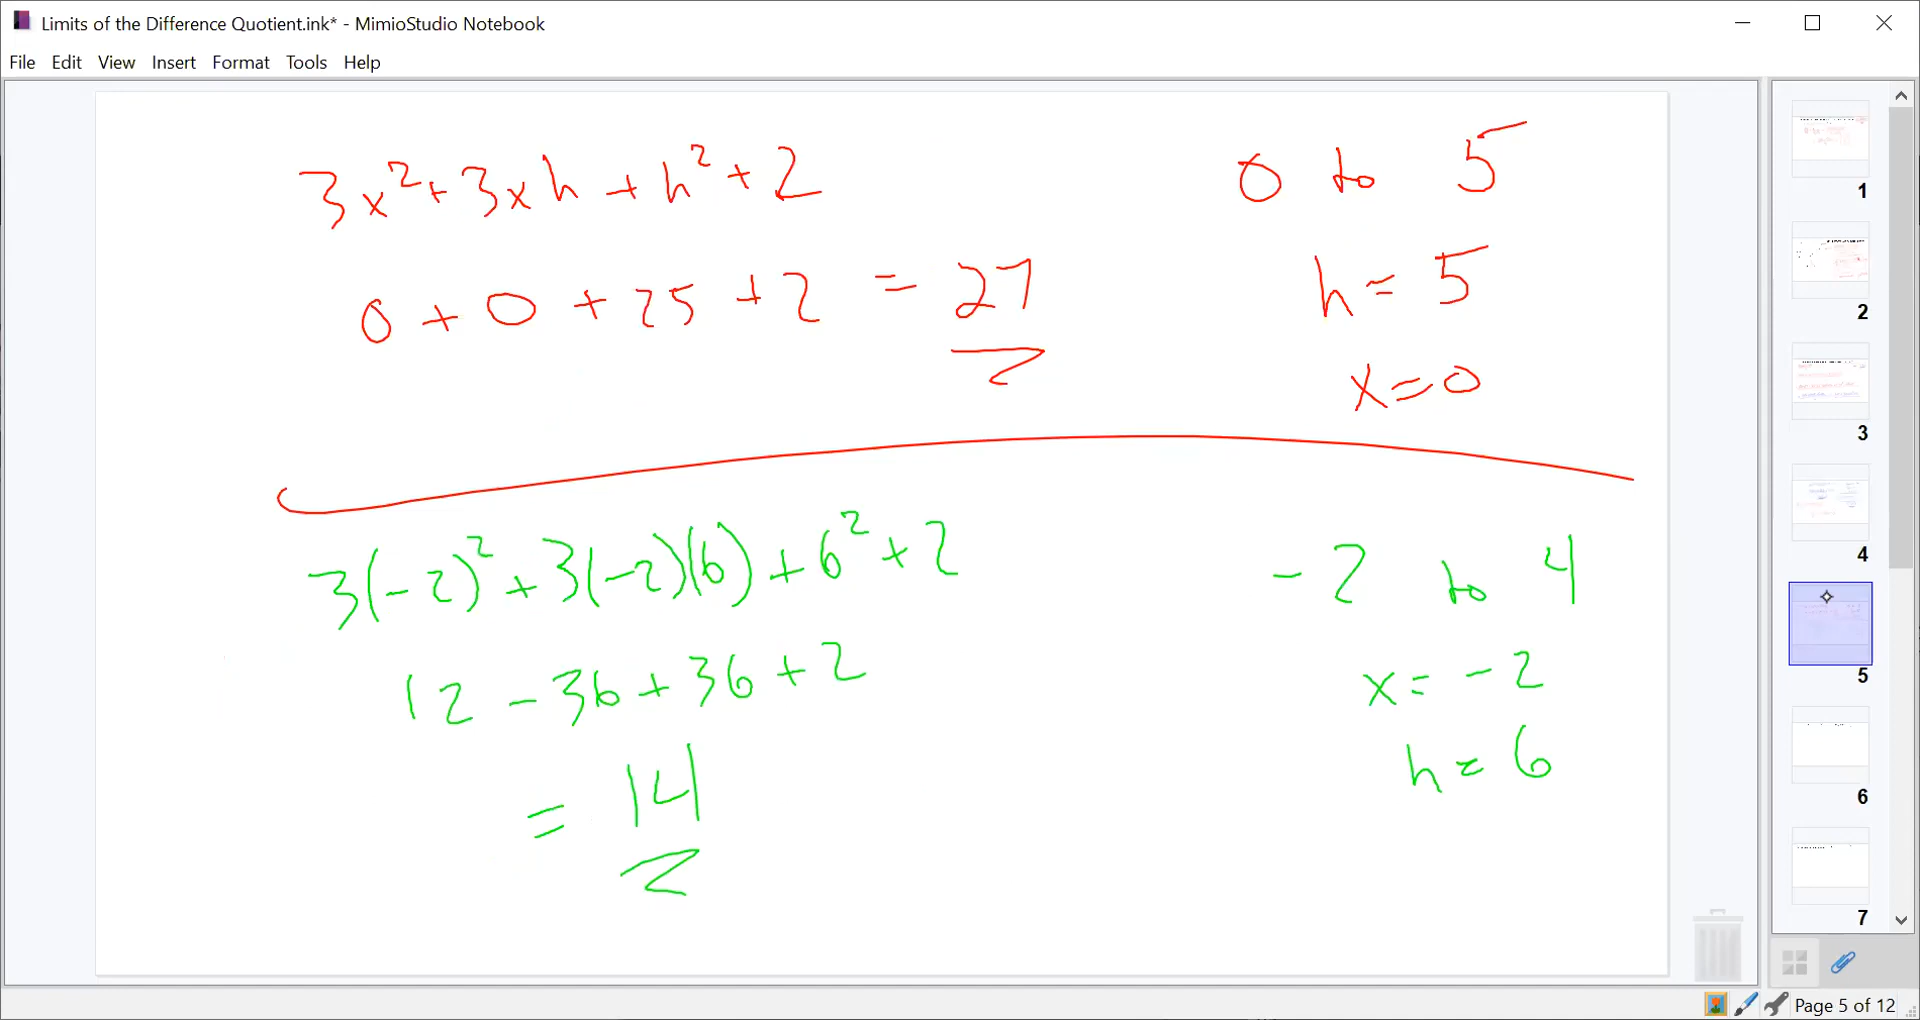 Limits of the Difference Quotient.ink* - MimioStudio Notebook
File Edit View Insert Format Tools Help
3x²+3xh+h²+2
0+0+25+2 = 27
0 to 5
h = 5
x=0
3(-2)²+3(-2)(6)+6²+2
12-36+36+2
= 14
-2 to 4
x = -2
h = 6
1
2
3
4
5
6
7
Page 5 of 12